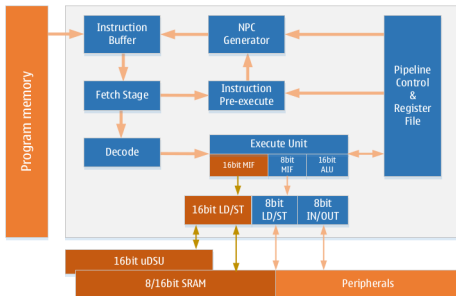 Program memory
Instruction
Buffer
NPC
Generator
Fetch Stage
Instruction
Pre-execute
Pipeline
Control
&
Register
File
Decode
Execute Unit
16bit MIF
8bit
MIF
16bit
ALU
16bit LD/ST
8bit
LD/ST
8bit
IN/OUT
16bit uDSU
8/16bit SRAM
Peripherals